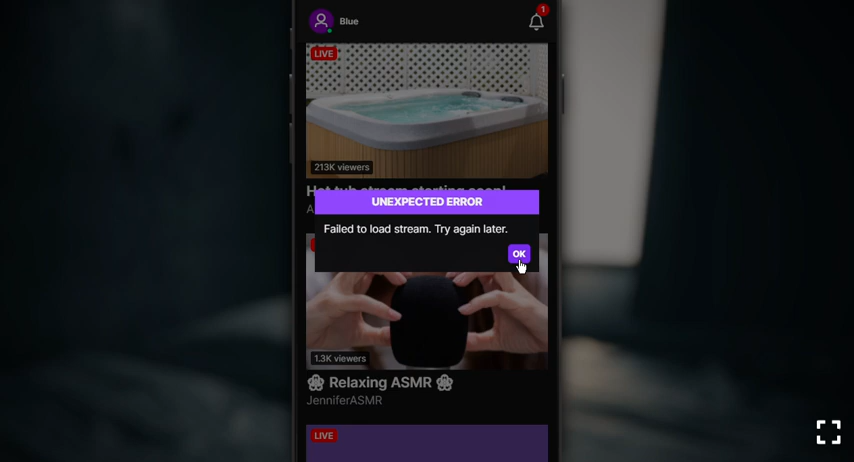 Blue
1
LIVE
213K viewers
UNEXPECTED ERROR
Failed to load stream. Try again later.
OK
1.3K viewers
Relaxing ASMR
JenniferASMR
LIVE